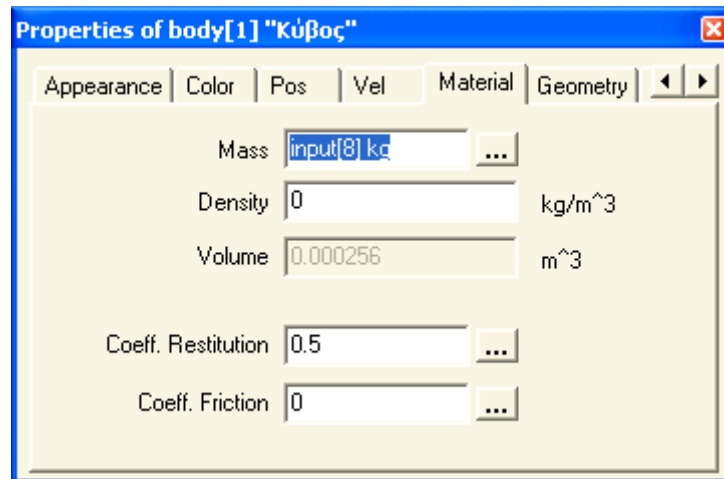 Properties of body[1] "Κύβος"
Appearance Color Pos Vel Material Geometry
Mass input[8] kg ...
Density 0 kg/m^3
Volume 0.000256 m^3
Coeff. Restitution 0.5 ...
Coeff. Friction 0 ...